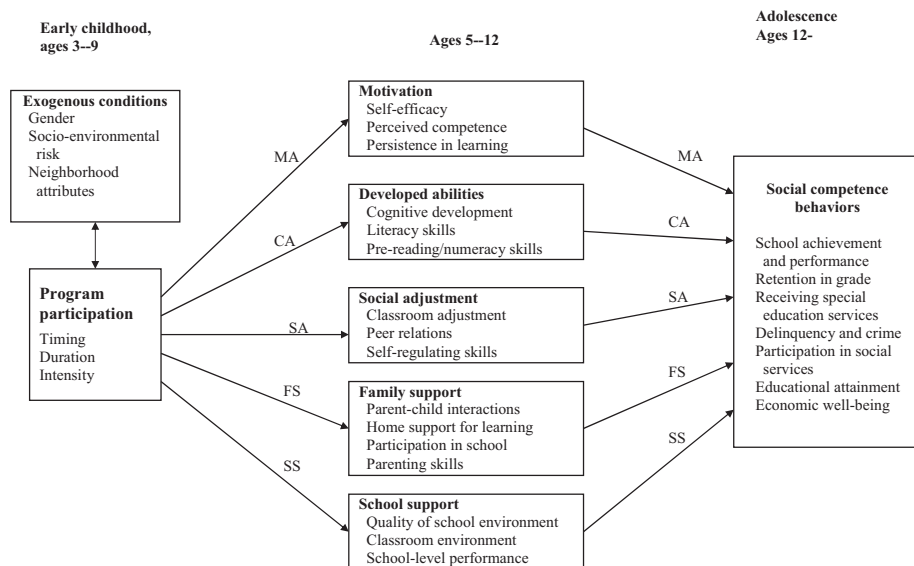 Early childhood,
ages 3--9
Ages 5--12
Adolescence
Ages 12-
Exogenous conditions
Gender
Socio-environmental
risk
Neighborhood
attributes
Program
participation
Timing
Duration
Intensity
MA
CA
SA
FS
SS
Motivation
Self-efficacy
Perceived competence
Persistence in learning
Developed abilities
Cognitive development
Literacy skills
Pre-reading/numeracy skills
Social adjustment
Classroom adjustment
Peer relations
Self-regulating skills
Family support
Parent-child interactions
Home support for learning
Participation in school
Parenting skills
School support
Quality of school environment
Classroom environment
School-level performance
MA
CA
SA
FS
SS
Social competence
behaviors
School achievement
and performance
Retention in grade
Receiving special
education services
Delinquency and crime
Participation in social
services
Educational attainment
Economic well-being